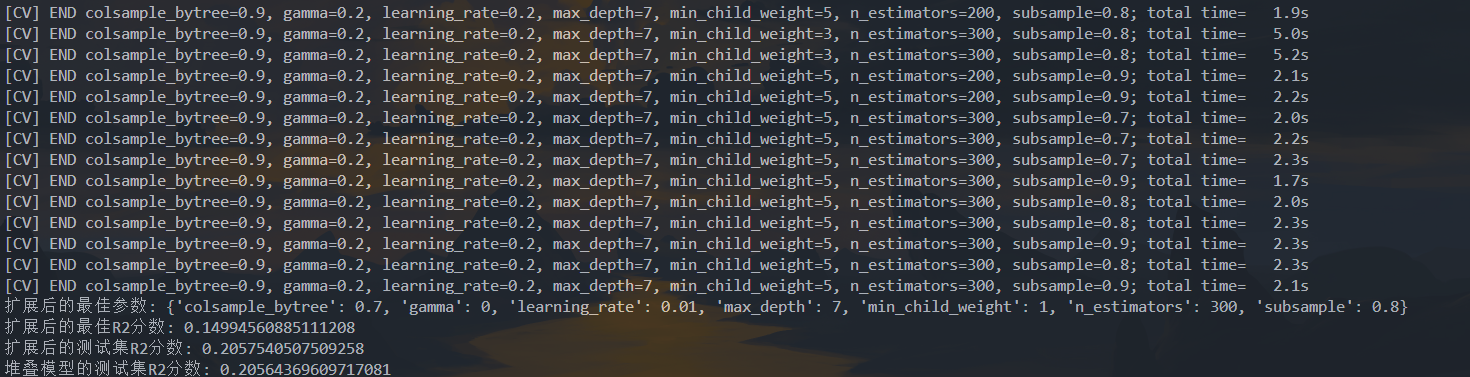 [CV] END colsample_bytree=0.9, gamma=0.2, learning_rate=0.2, max_depth=7, min_child_weight=5, n_estimators=200, subsample=0.8; total time=   1.9s
[CV] END colsample_bytree=0.9, gamma=0.2, learning_rate=0.2, max_depth=7, min_child_weight=3, n_estimators=300, subsample=0.8; total time=   5.0s
[CV] END colsample_bytree=0.9, gamma=0.2, learning_rate=0.2, max_depth=7, min_child_weight=3, n_estimators=300, subsample=0.8; total time=   5.2s
[CV] END colsample_bytree=0.9, gamma=0.2, learning_rate=0.2, max_depth=7, min_child_weight=5, n_estimators=200, subsample=0.9; total time=   2.1s
[CV] END colsample_bytree=0.9, gamma=0.2, learning_rate=0.2, max_depth=7, min_child_weight=5, n_estimators=200, subsample=0.9; total time=   2.2s
[CV] END colsample_bytree=0.9, gamma=0.2, learning_rate=0.2, max_depth=7, min_child_weight=5, n_estimators=300, subsample=0.7; total time=   2.0s
[CV] END colsample_bytree=0.9, gamma=0.2, learning_rate=0.2, max_depth=7, min_child_weight=5, n_estimators=300, subsample=0.7; total time=   2.2s
[CV] END colsample_bytree=0.9, gamma=0.2, learning_rate=0.2, max_depth=7, min_child_weight=5, n_estimators=300, subsample=0.7; total time=   2.3s
[CV] END colsample_bytree=0.9, gamma=0.2, learning_rate=0.2, max_depth=7, min_child_weight=5, n_estimators=300, subsample=0.9; total time=   1.7s
[CV] END colsample_bytree=0.9, gamma=0.2, learning_rate=0.2, max_depth=7, min_child_weight=5, n_estimators=300, subsample=0.8; total time=   2.0s
[CV] END colsample_bytree=0.9, gamma=0.2, learning_rate=0.2, max_depth=7, min_child_weight=5, n_estimators=300, subsample=0.8; total time=   2.3s
[CV] END colsample_bytree=0.9, gamma=0.2, learning_rate=0.2, max_depth=7, min_child_weight=5, n_estimators=300, subsample=0.9; total time=   2.3s
[CV] END colsample_bytree=0.9, gamma=0.2, learning_rate=0.2, max_depth=7, min_child_weight=5, n_estimators=300, subsample=0.8; total time=   2.3s
[CV] END colsample_bytree=0.9, gamma=0.2, learning_rate=0.2, max_depth=7, min_child_weight=5, n_estimators=300, subsample=0.9; total time=   2.1s
扩展后的最佳参数: {'colsample_bytree': 0.7, 'gamma': 0, 'learning_rate': 0.01, 'max_depth': 7, 'min_child_weight': 1, 'n_estimators': 300, 'subsample': 0.8}
扩展后的最佳R2分数: 0.14994560885111208
扩展后的测试集R2分数: 0.2057540507509258
堆叠模型的测试集R2分数: 0.20564369609717081